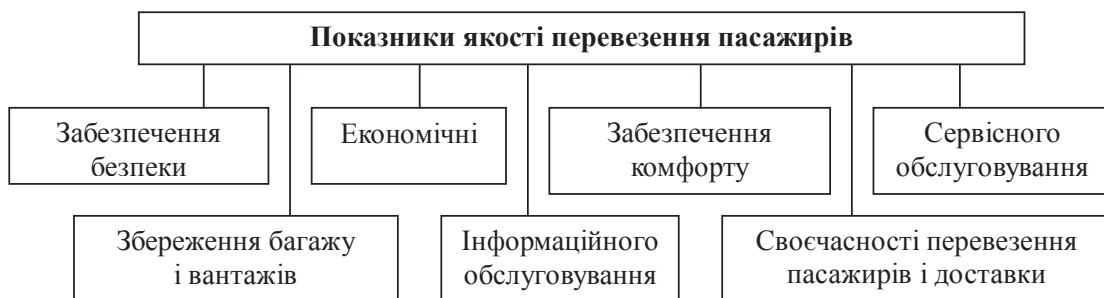 Показники якості перевезення пасажирів
Забезпечення
безпеки
Економічні
Забезпечення
комфорту
Сервісного
обслуговування
Збереження багажу
і вантажів
Інформаційного
обслуговування
Своєчасності перевезення
пасажирів і доставки